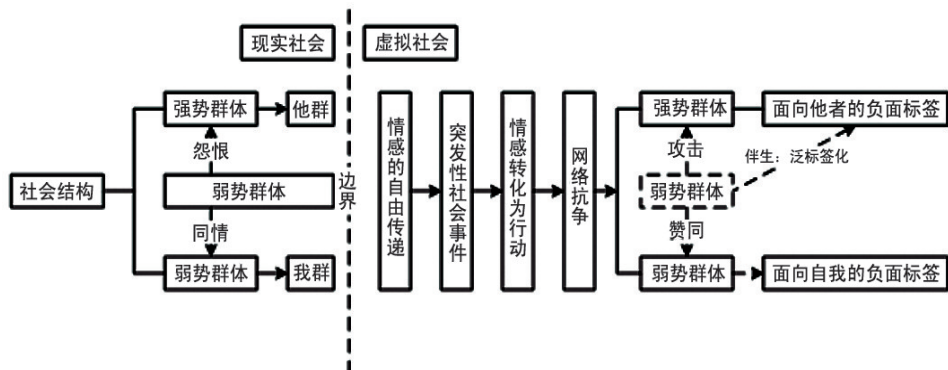 现实社会
虚拟社会
社会结构
强势群体
他群
怨恨
弱势群体
同情
弱势群体
我群
边界
情感的自由传递
突发性社会事件
情感转化为行动
网络抗争
强势群体
面向他者的负面标签
攻击
伴生：泛标签化
弱势群体
赞同
弱势群体
面向自我的负面标签